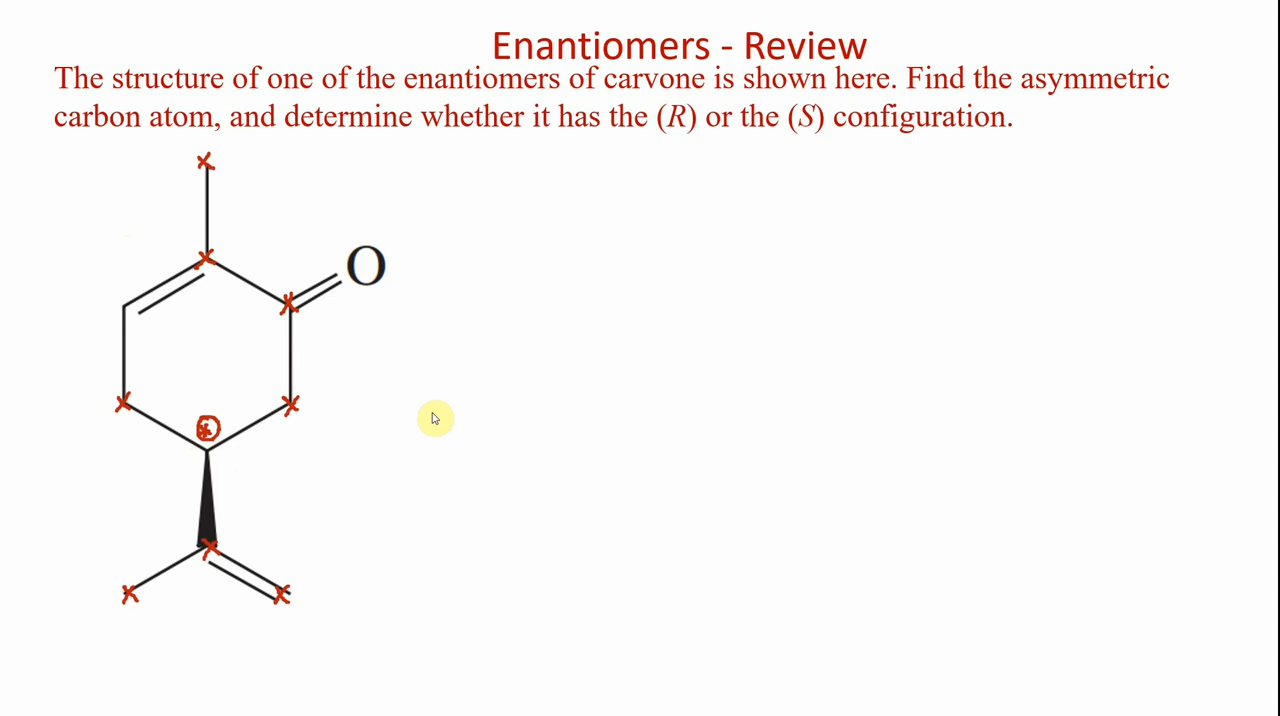 Enantiomers - Review
The structure of one of the enantiomers of carvone is shown here. Find the asymmetric
carbon atom, and determine whether it has the (R) or the (S) configuration.
O